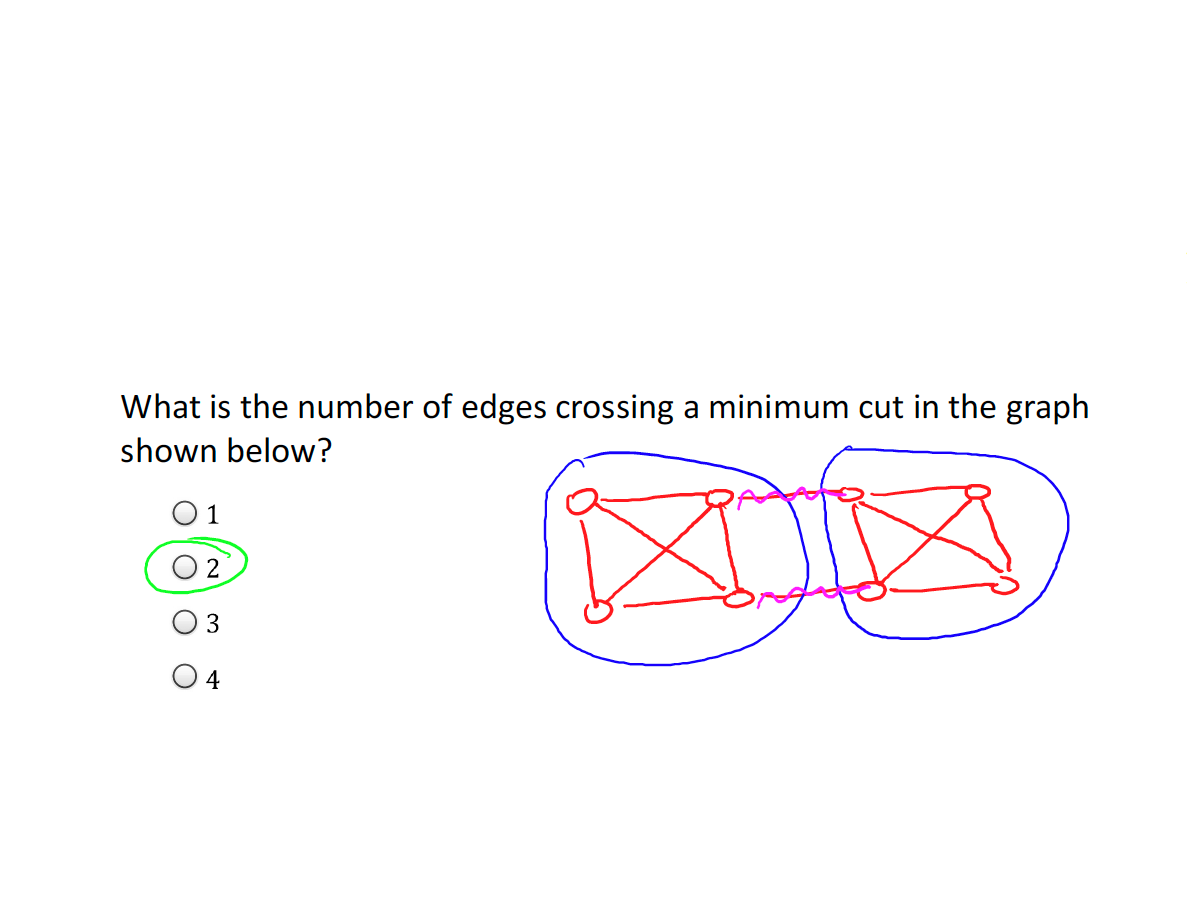 What is the number of edges crossing a minimum cut in the graph
shown below?
1
2
3
4